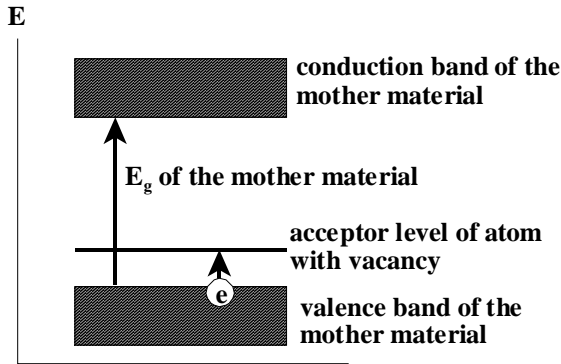 E
conduction band of the
mother material
E_g of the mother material
acceptor level of atom
with vacancy
e
valence band of the
mother material